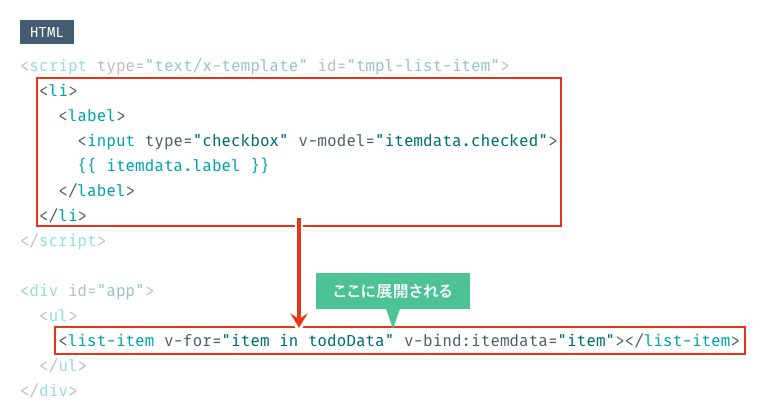 HTML
<script type="text/x-template" id="tmpl-list-item">
<li>
<label>
<input type="checkbox" v-model="itemdata.checked">
{{ itemdata.label }}
</label>
</li>
</script>
<div id="app">
ここに展開される
<ul>
<list-item v-for="item in todoData" v-bind:itemdata="item"></list-item>
</ul>
</div>